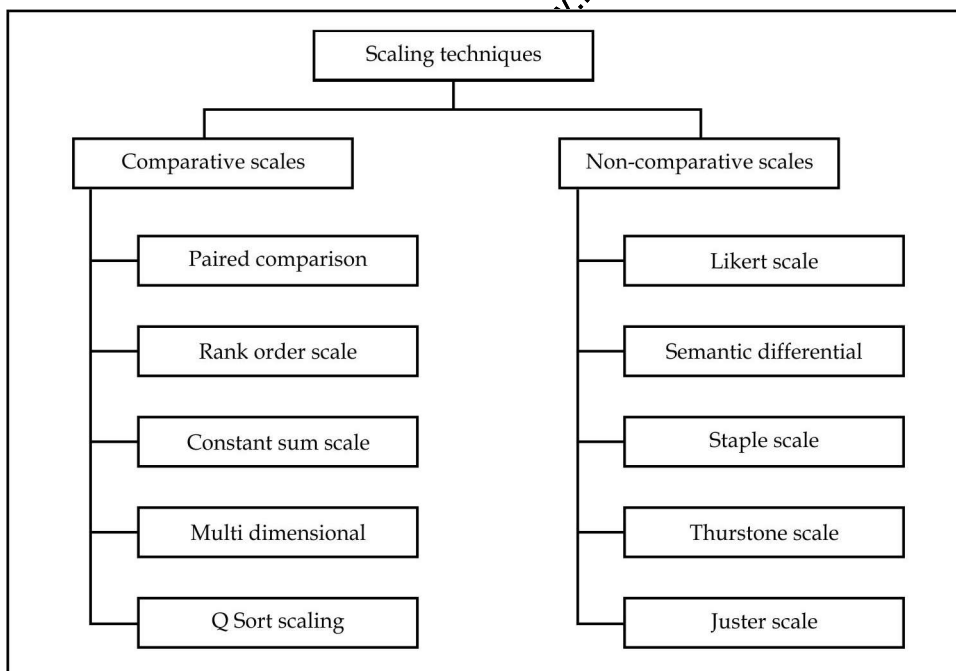 Scaling techniques
Comparative scales
Paired comparison
Rank order scale
Constant sum scale
Multi dimensional
Q Sort scaling
Non-comparative scales
Likert scale
Semantic differential
Staple scale
Thurstone scale
Juster scale